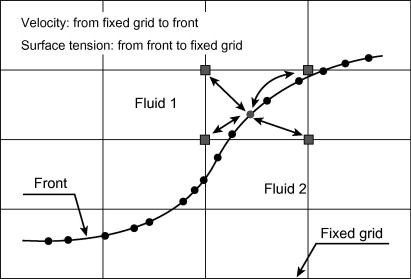 Velocity: from fixed grid to front
Surface tension: from front to fixed grid
Fluid 1
Front
Fluid 2
Fixed grid